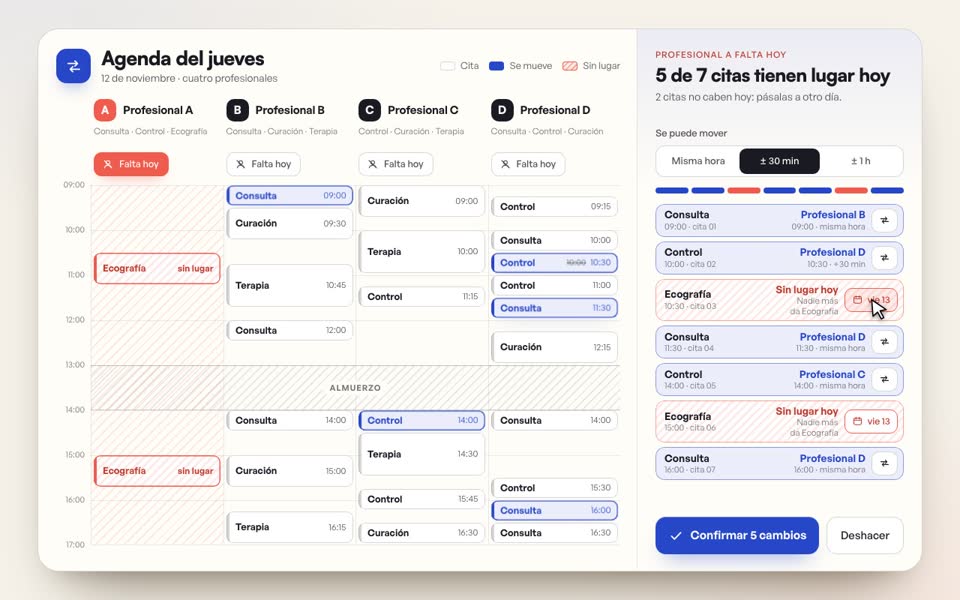 Agenda del jueves
12 de noviembre · cuatro profesionales
Cita
Se mueve
Sin lugar
A Profesional A
Consulta · Control · Ecografía
Falta hoy
B Profesional B
Consulta · Curación · Terapia
Falta hoy
C Profesional C
Control · Curación · Terapia
Falta hoy
D Profesional D
Consulta · Control · Curación
Falta hoy
09:00
10:00
11:00
12:00
13:00
14:00
15:00
16:00
17:00
Ecografía sin lugar
Ecografía sin lugar
Consulta 09:00
Curación 09:30
Terapia 10:45
Consulta 12:00
Consulta 14:00
Curación 15:00
Terapia 16:15
Curación 09:00
Terapia 10:00
Control 11:15
Control 14:00
Terapia 14:30
Control 15:45
Curación 16:30
Control 09:15
Consulta 10:00
Control 10:00 10:30
Control 11:00
Consulta 11:30
Curación 12:15
Consulta 14:00
Control 15:30
Consulta 16:00
Consulta 16:30
ALMUERZO
PROFESIONAL A FALTA HOY
5 de 7 citas tienen lugar hoy
2 citas no caben hoy: pásalas a otro día.
Se puede mover
Misma hora
± 30 min
± 1 h
Consulta
09:00 · cita 01
Profesional B
09:00 · misma hora
Control
10:00 · cita 02
Profesional D
10:30 · +30 min
Ecografía
10:30 · cita 03
Sin lugar hoy
Nadie más
da Ecografía
13
Consulta
11:30 · cita 04
Profesional D
11:30 · misma hora
Control
14:00 · cita 05
Profesional C
14:00 · misma hora
Ecografía
15:00 · cita 06
Sin lugar hoy
Nadie más
da Ecografía
vie 13
Consulta
16:00 · cita 07
Profesional D
16:00 · misma hora
Confirmar 5 cambios
Deshacer